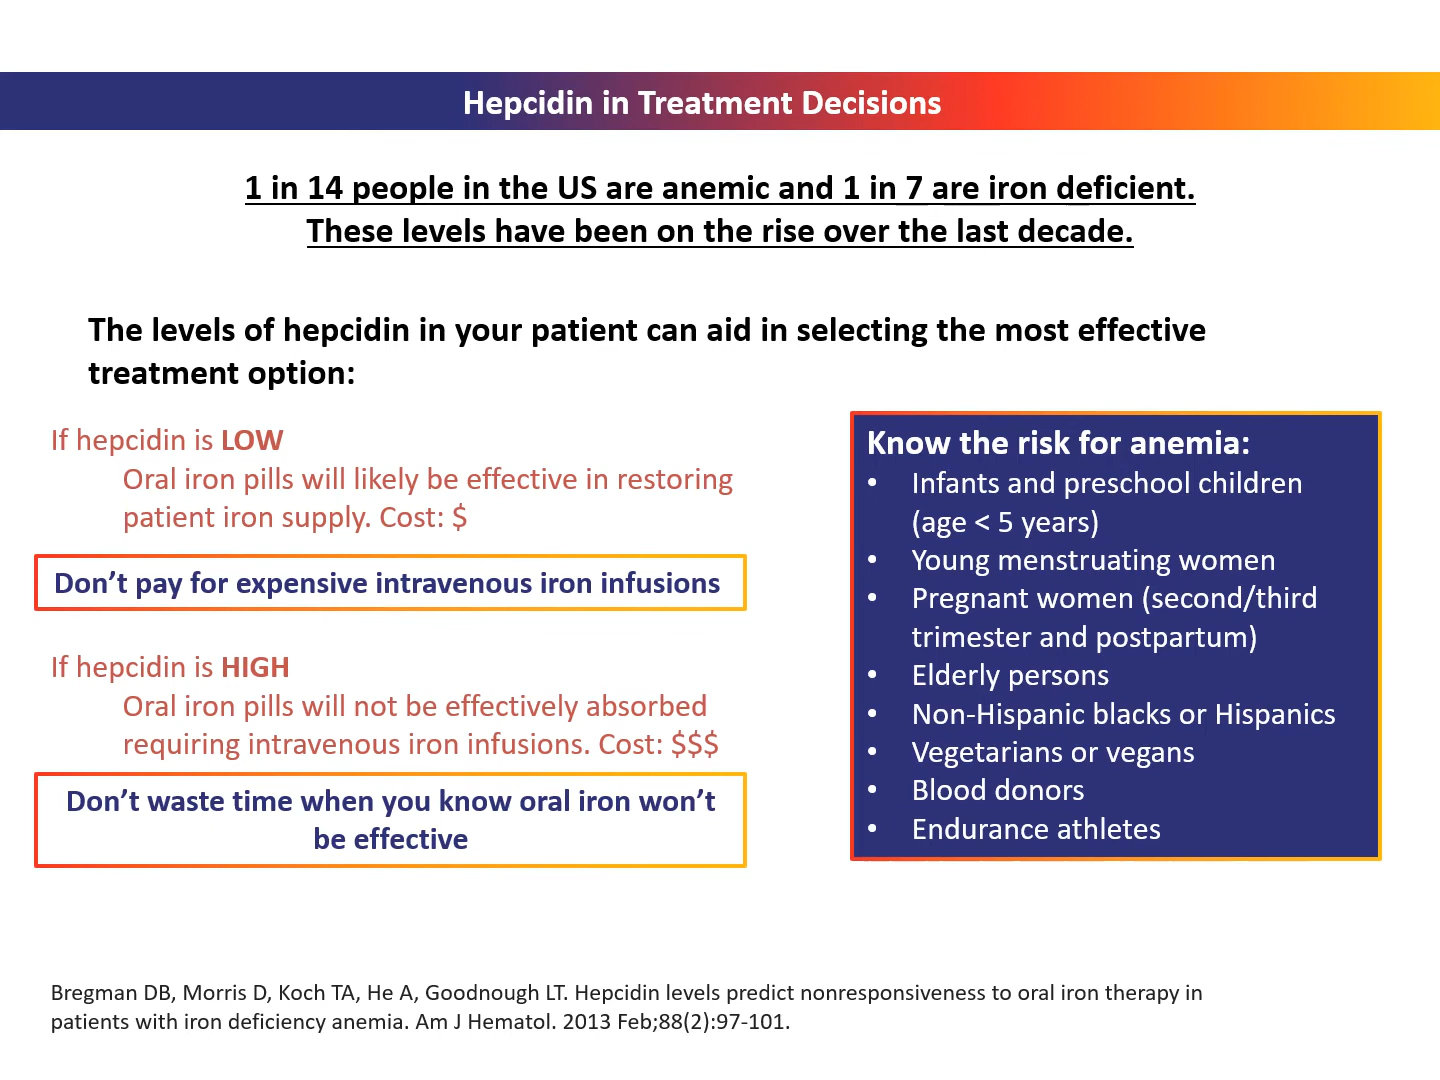 Hepcidin in Treatment Decisions
1 in 14 people in the US are anemic and 1 in 7 are iron deficient.
These levels have been on the rise over the last decade.
The levels of hepcidin in your patient can aid in selecting the most effective
treatment option:
If hepcidin is LOW
Oral iron pills will likely be effective in restoring
patient iron supply. Cost: $
Don’t pay for expensive intravenous iron infusions
If hepcidin is HIGH
Oral iron pills will not be effectively absorbed
requiring intravenous iron infusions. Cost: $$$
Don’t waste time when you know oral iron won’t
be effective
Know the risk for anemia:
• Infants and preschool children
(age < 5 years)
• Young menstruating women
• Pregnant women (second/third
trimester and postpartum)
• Elderly persons
• Non-Hispanic blacks or Hispanics
• Vegetarians or vegans
• Blood donors
• Endurance athletes
Bregman DB, Morris D, Koch TA, He A, Goodnough LT. Hepcidin levels predict nonresponsiveness to oral iron therapy in
patients with iron deficiency anemia. Am J Hematol. 2013 Feb;88(2):97-101.